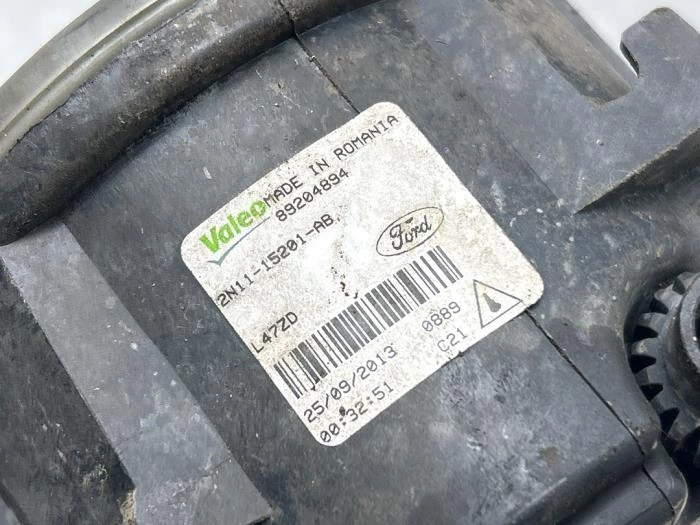 Valeo MADE IN ROMANIA
89204894
2N11-15201-AB
Ford
L47ZD
25/09/2013 0889
00:32:51 C21